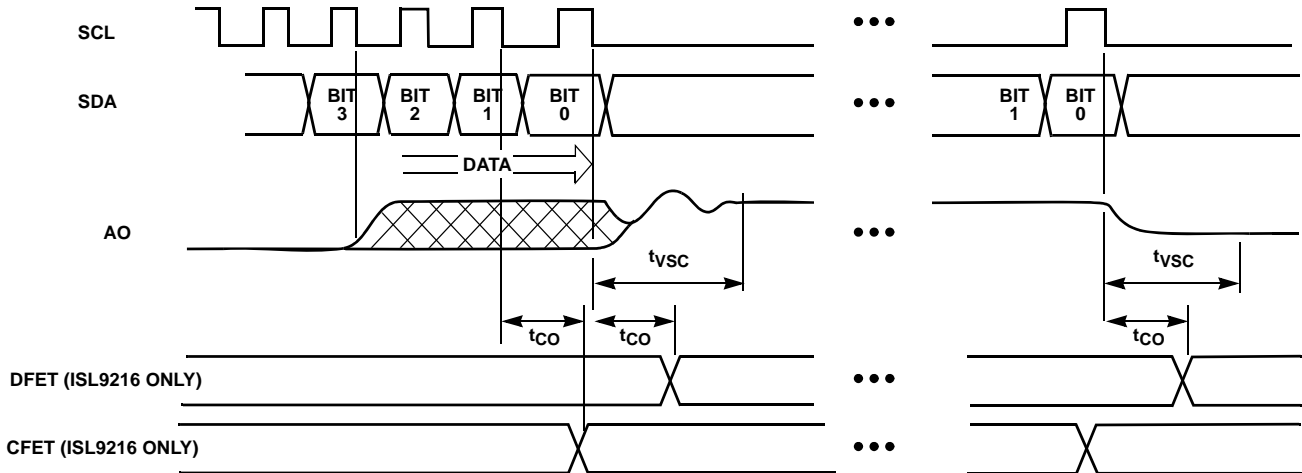 SCL
SDA
BIT
3
BIT
2
BIT
1
BIT
0
BIT
1
BIT
0
DATA
AO
tVSC
tVSC
tCO
tCO
tCO
DFET (ISL9216 ONLY)
CFET (ISL9216 ONLY)